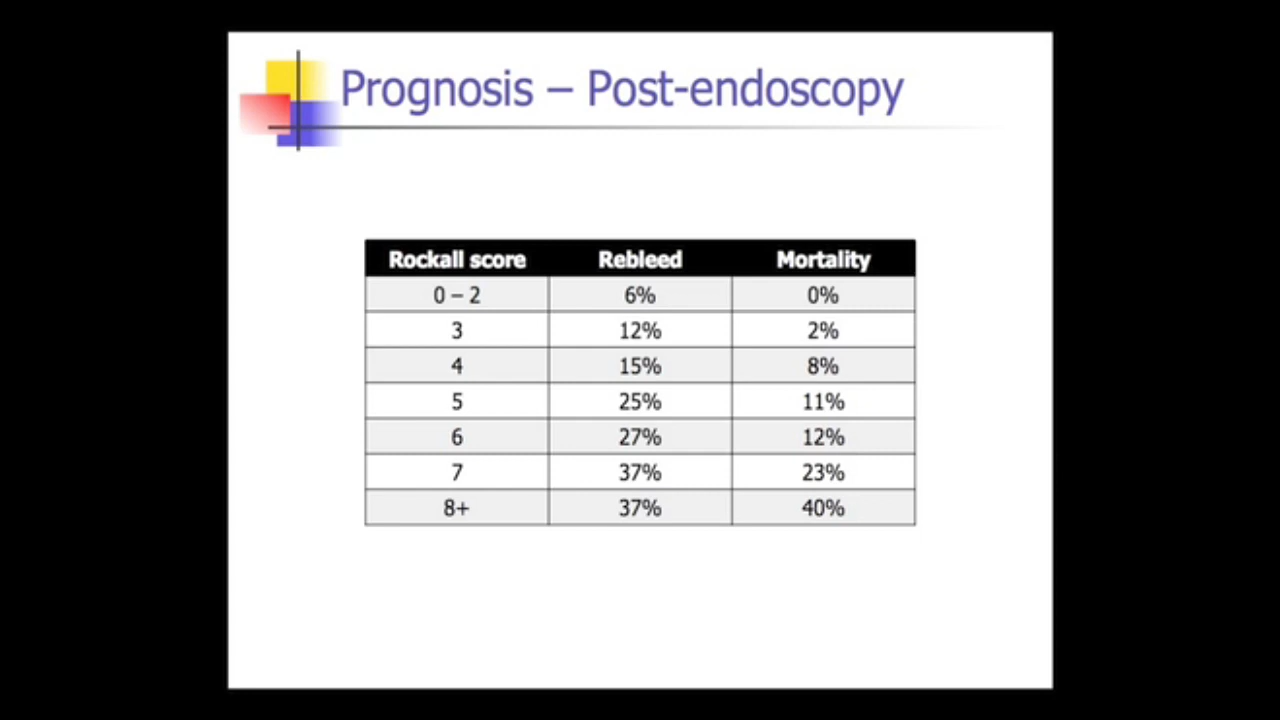 Prognosis – Post-endoscopy
Rockall score Rebleed Mortality
0 – 2 6% 0%
3 12% 2%
4 15% 8%
5 25% 11%
6 27% 12%
7 37% 23%
8+ 37% 40%